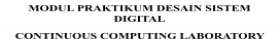 MODUL PRAKTIKUM DESAIN SISTEM
DIGITAL
CONTINUOUS COMPUTING LABORATORY